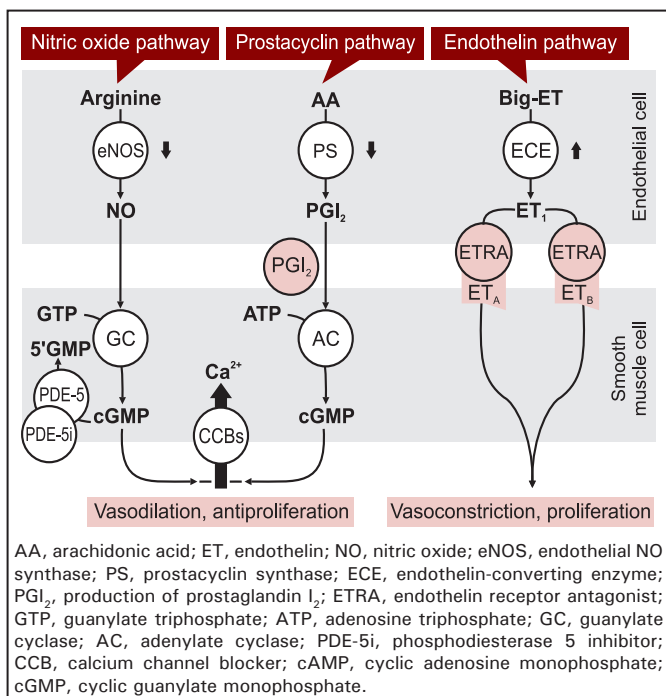 Nitric oxide pathway
Prostacyclin pathway
Endothelin pathway
Arginine
AA
Big-ET
eNOS
PS
ECE
Endothelial cell
NO
PGI₂
ET₁
PGI₂
ETRA
ETRA
ET_A
ET_B
GTP
GC
ATP
AC
5'GMP
Ca²⁺
PDE-5
PDE-5i
cGMP
CCBs
cGMP
Smooth
muscle cell
Vasodilation, antiproliferation
Vasoconstriction, proliferation
AA, arachidonic acid; ET, endothelin; NO, nitric oxide; eNOS, endothelial NO
synthase; PS, prostacyclin synthase; ECE, endothelin-converting enzyme;
PGI₂, production of prostaglandin I₂; ETRA, endothelin receptor antagonist;
GTP, guanylate triphosphate; ATP, adenosine triphosphate; GC, guanylate
cyclase; AC, adenylate cyclase; PDE-5i, phosphodiesterase 5 inhibitor;
CCB, calcium channel blocker; cAMP, cyclic adenosine monophosphate;
cGMP, cyclic guanylate monophosphate.